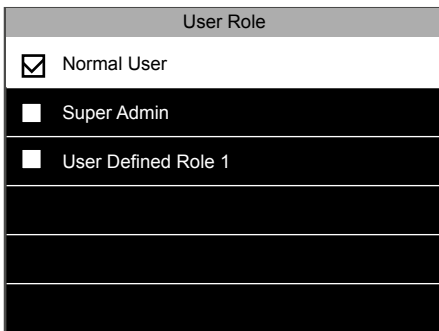 User Role
Normal User
Super Admin
User Defined Role 1